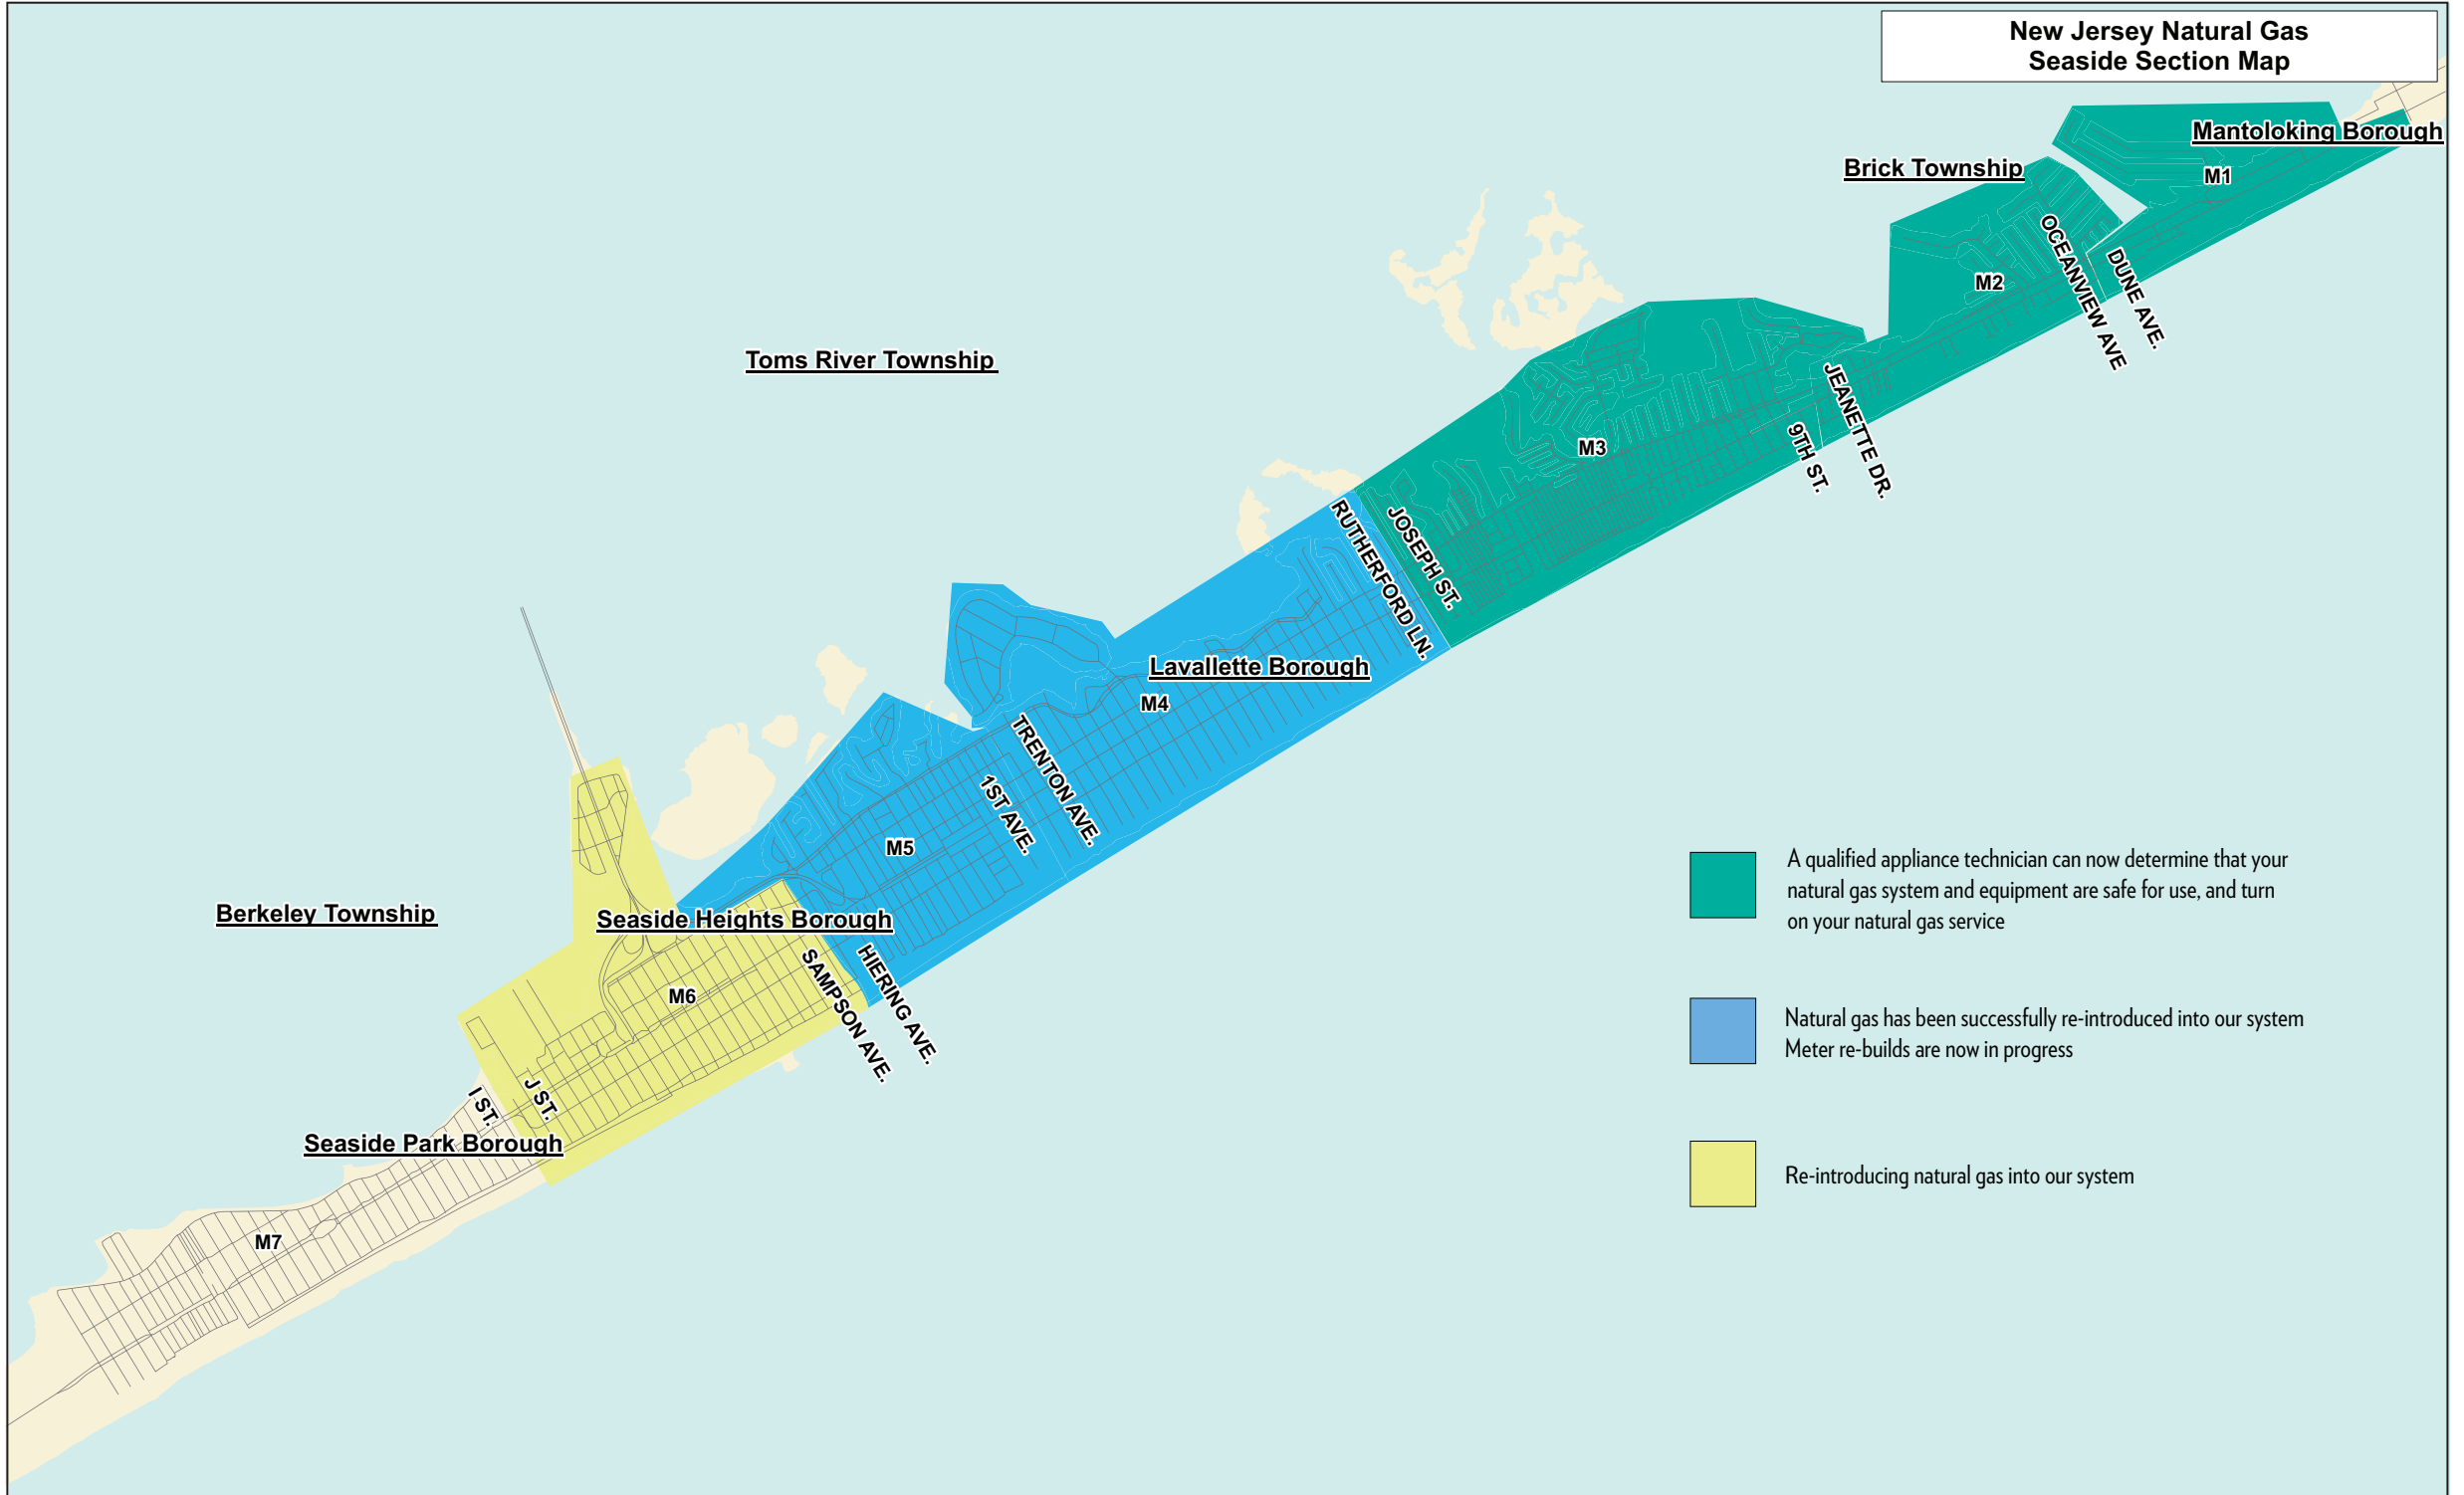 New Jersey Natural Gas
Seaside Section Map
Mantoloking Borough
Brick Township
M1
OCEANVIEW AVE
DUNE AVE.
M2
Toms River Township
JEANETTE DR.
9TH ST.
M3
JOSEPH ST.
RUTHERFORD LN.
Lavallette Borough
M4
TRENTON AVE.
1ST AVE.
M5
Berkeley Township
Seaside Heights Borough
HIERING AVE.
SAMPSON AVE.
M6
J ST.
I ST.
Seaside Park Borough
M7
A qualified appliance technician can now determine that your
natural gas system and equipment are safe for use, and turn
on your natural gas service
Natural gas has been successfully re-introduced into our system
Meter re-builds are now in progress
Re-introducing natural gas into our system